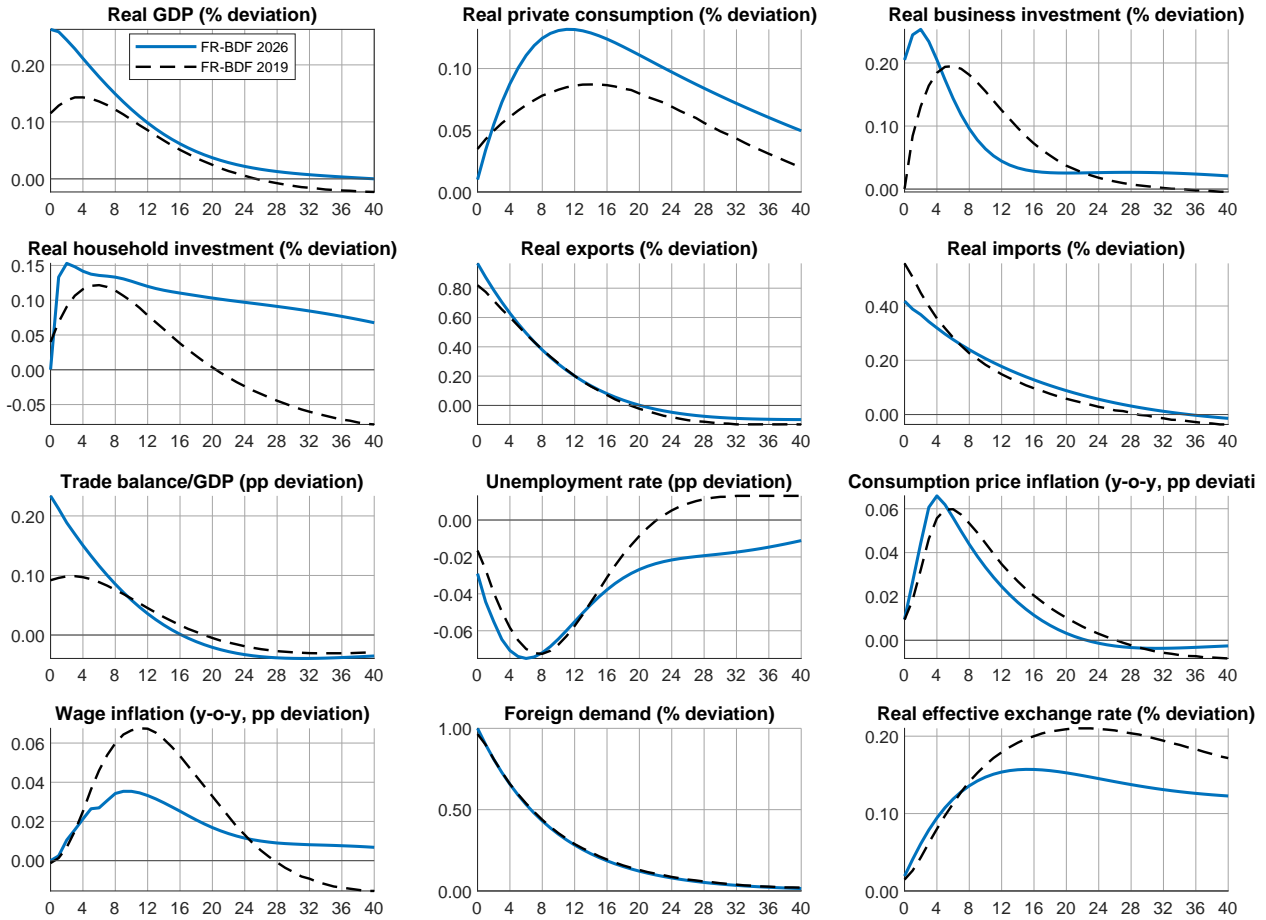 Real GDP (% deviation)
0.20
0.10
0.00
FR-BDF 2026
FR-BDF 2019
0 4 8 12 16 20 24 28 32 36 40
Real private consumption (% deviation)
0.10
0.05
0.00
0 4 8 12 16 20 24 28 32 36 40
Real business investment (% deviation)
0.20
0.10
0.00
0 4 8 12 16 20 24 28 32 36 40
Real household investment (% deviation)
0.15
0.10
0.05
0.00
-0.05
0 4 8 12 16 20 24 28 32 36 40
Real exports (% deviation)
0.80
0.60
0.40
0.20
0.00
0 4 8 12 16 20 24 28 32 36 40
Real imports (% deviation)
0.40
0.20
0.00
0 4 8 12 16 20 24 28 32 36 40
Trade balance/GDP (pp deviation)
0.20
0.10
0.00
0 4 8 12 16 20 24 28 32 36 40
Unemployment rate (pp deviation)
0.00
-0.02
-0.04
-0.06
0 4 8 12 16 20 24 28 32 36 40
Consumption price inflation (y-o-y, pp deviati
0.06
0.04
0.02
0.00
0 4 8 12 16 20 24 28 32 36 40
Wage inflation (y-o-y, pp deviation)
0.06
0.04
0.02
0.00
0 4 8 12 16 20 24 28 32 36 40
Foreign demand (% deviation)
1.00
0.50
0.00
0 4 8 12 16 20 24 28 32 36 40
Real effective exchange rate (% deviation)
0.20
0.10
0.00
0 4 8 12 16 20 24 28 32 36 40